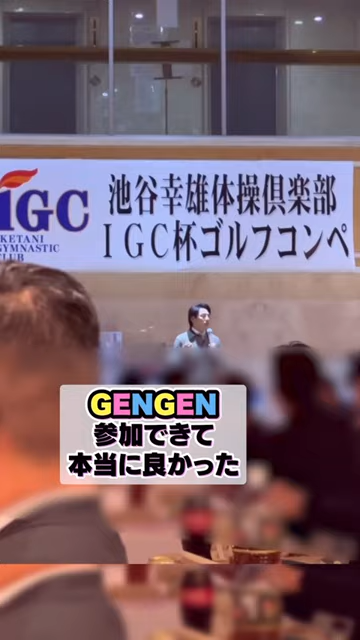 IGC
IKETANI
GYMNASTIC
CLUB
池谷幸雄体操倶楽部
IGC杯ゴルフコンペ
GENGEN
参加できて
本当に良かった